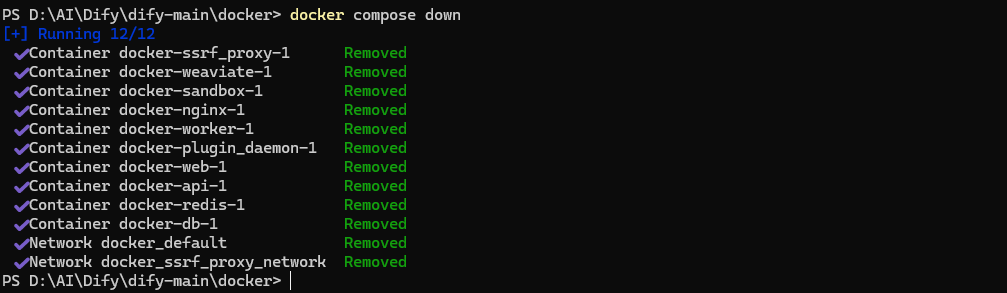 PS D:\AI\Dify\dify-main\docker> docker compose down
[+] Running 12/12
✔Container docker-ssrf_proxy-1 Removed
✔Container docker-weaviate-1 Removed
✔Container docker-sandbox-1 Removed
✔Container docker-nginx-1 Removed
✔Container docker-worker-1 Removed
✔Container docker-plugin_daemon-1 Removed
✔Container docker-web-1 Removed
✔Container docker-api-1 Removed
✔Container docker-redis-1 Removed
✔Container docker-db-1 Removed
✔Network docker_default Removed
✔Network docker_ssrf_proxy_network Removed
PS D:\AI\Dify\dify-main\docker>